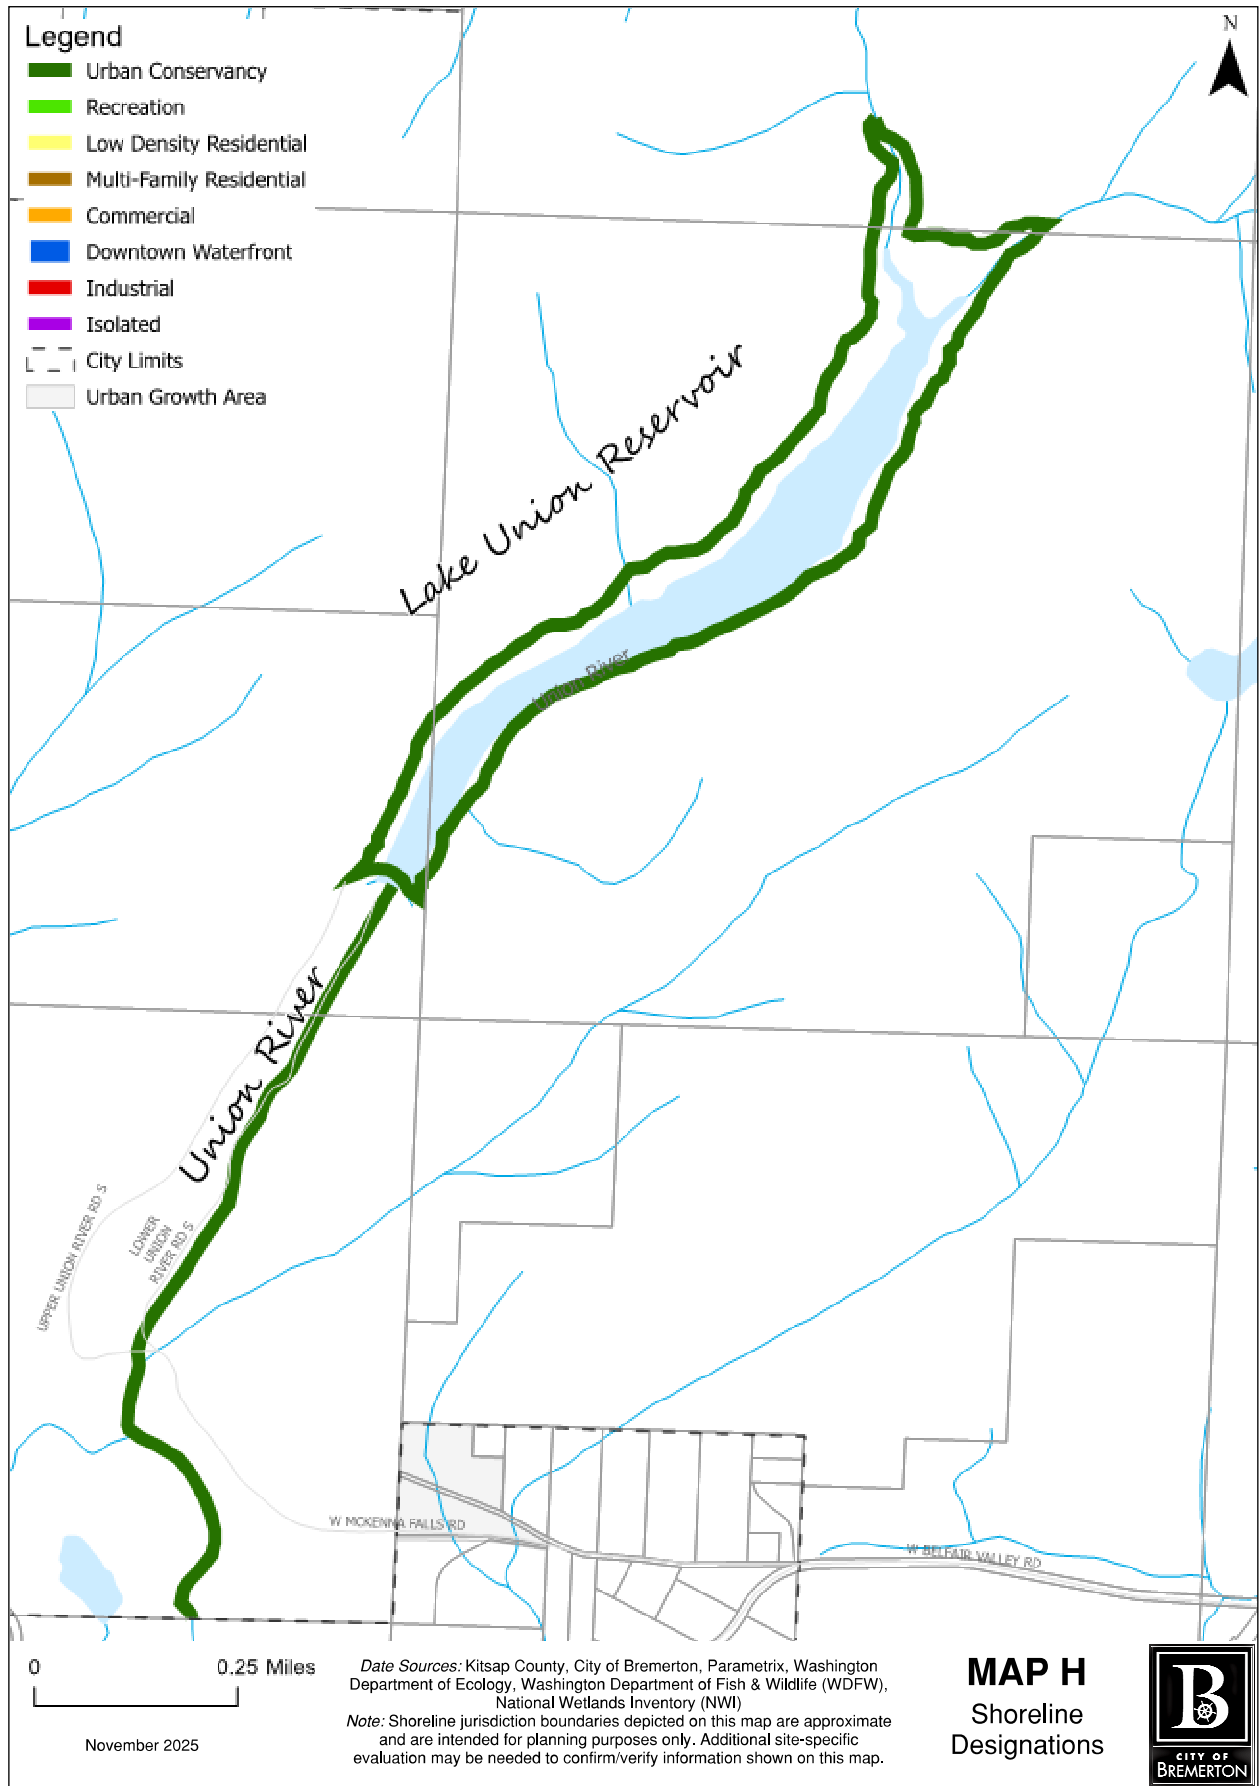 Legend
Urban Conservancy
Recreation
Low Density Residential
Multi-Family Residential
Commercial
Downtown Waterfront
Industrial
Isolated
City Limits
Urban Growth Area
N
Lake Union Reservoir
Union River
Union River
UPPER UNION RIVER RD S
LOWER
UNION
RIVER RD S
W MCKENNA FALLS RD
W BELFAIR VALLEY RD
0 0.25 Miles
November 2025
Date Sources: Kitsap County, City of Bremerton, Parametrix, Washington
Department of Ecology, Washington Department of Fish & Wildlife (WDFW),
National Wetlands Inventory (NWI)
Note: Shoreline jurisdiction boundaries depicted on this map are approximate
and are intended for planning purposes only. Additional site-specific
evaluation may be needed to confirm/verify information shown on this map.
MAP H
Shoreline
Designations
B
CITY OF
BREMERTON